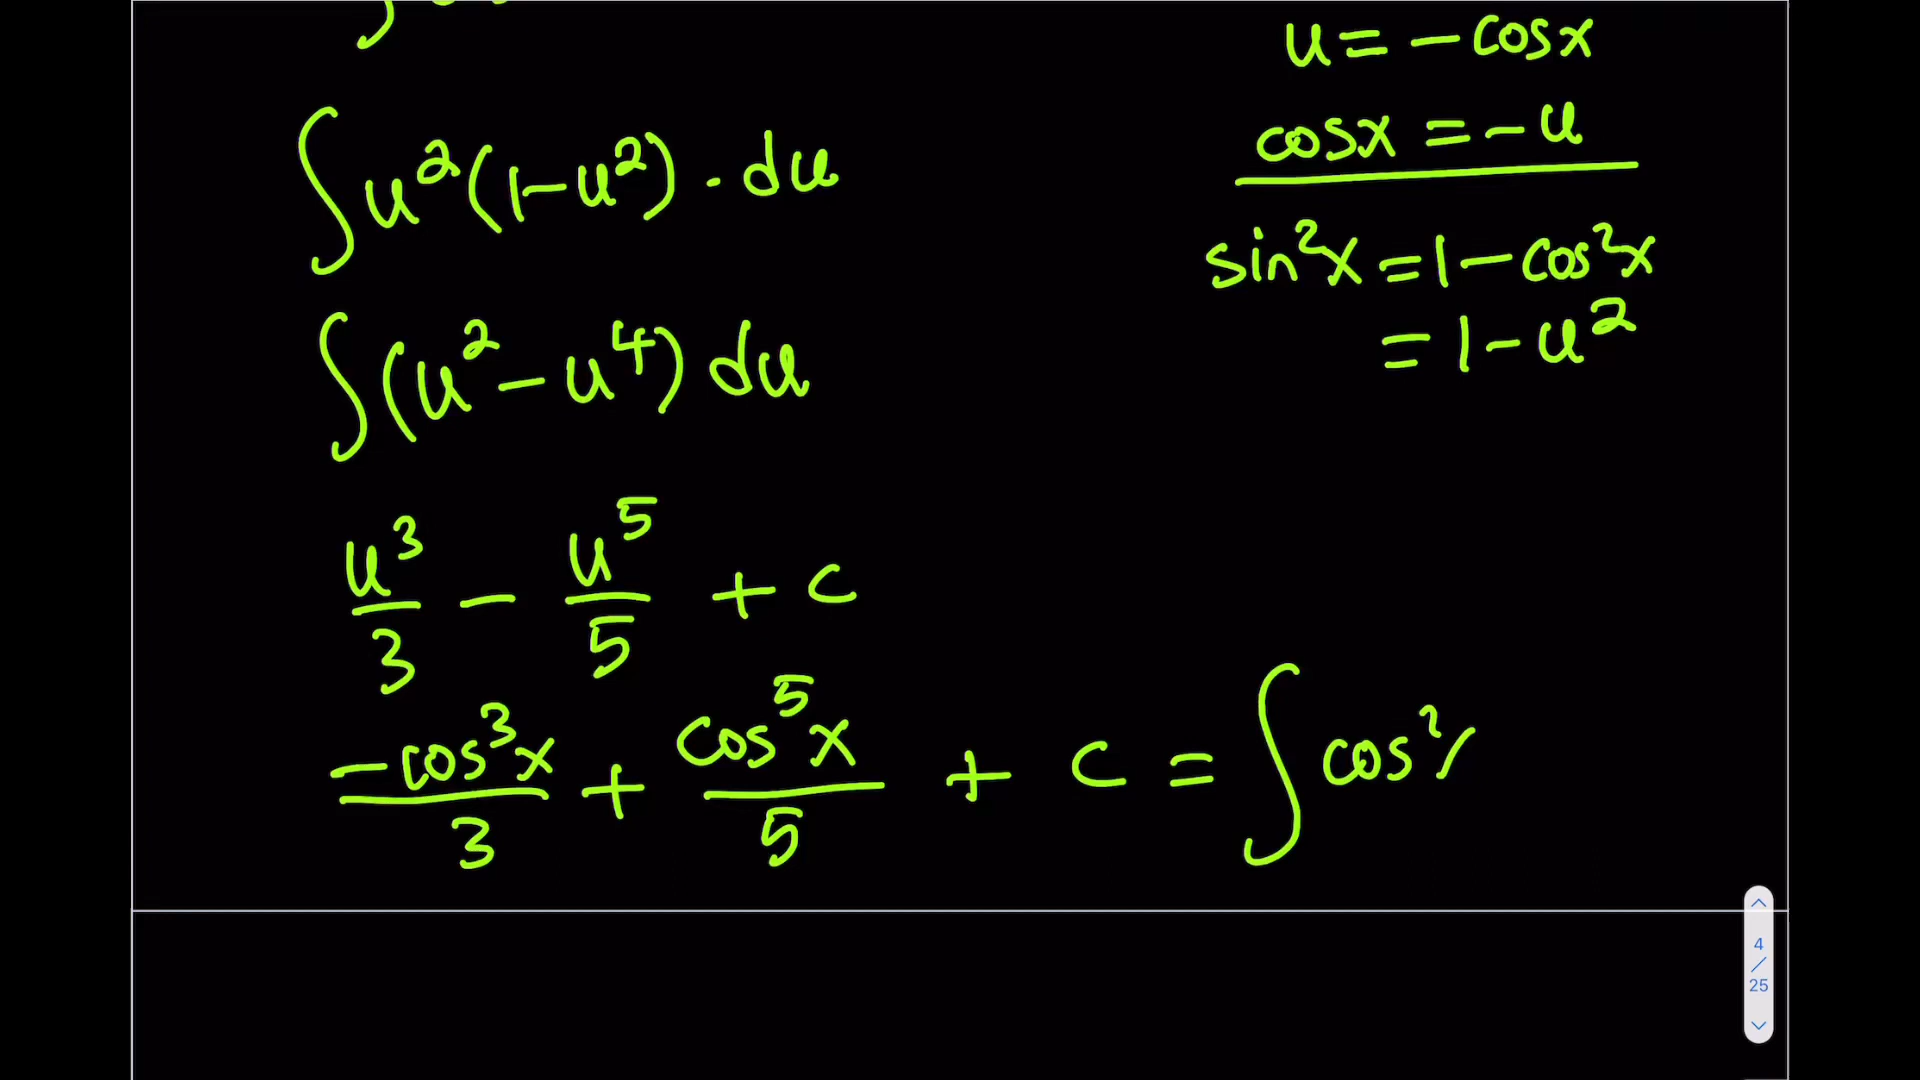 u = - cosx
cosx = - u
∫ u²(1-u²) · du
sin²x = 1 - cos²x
= 1 - u²
∫ (u² - u⁴) du
u³/3 - u⁵/5 + c
-cos³x/3 + cos⁵x/5 + c = ∫ cos²
4
/
25